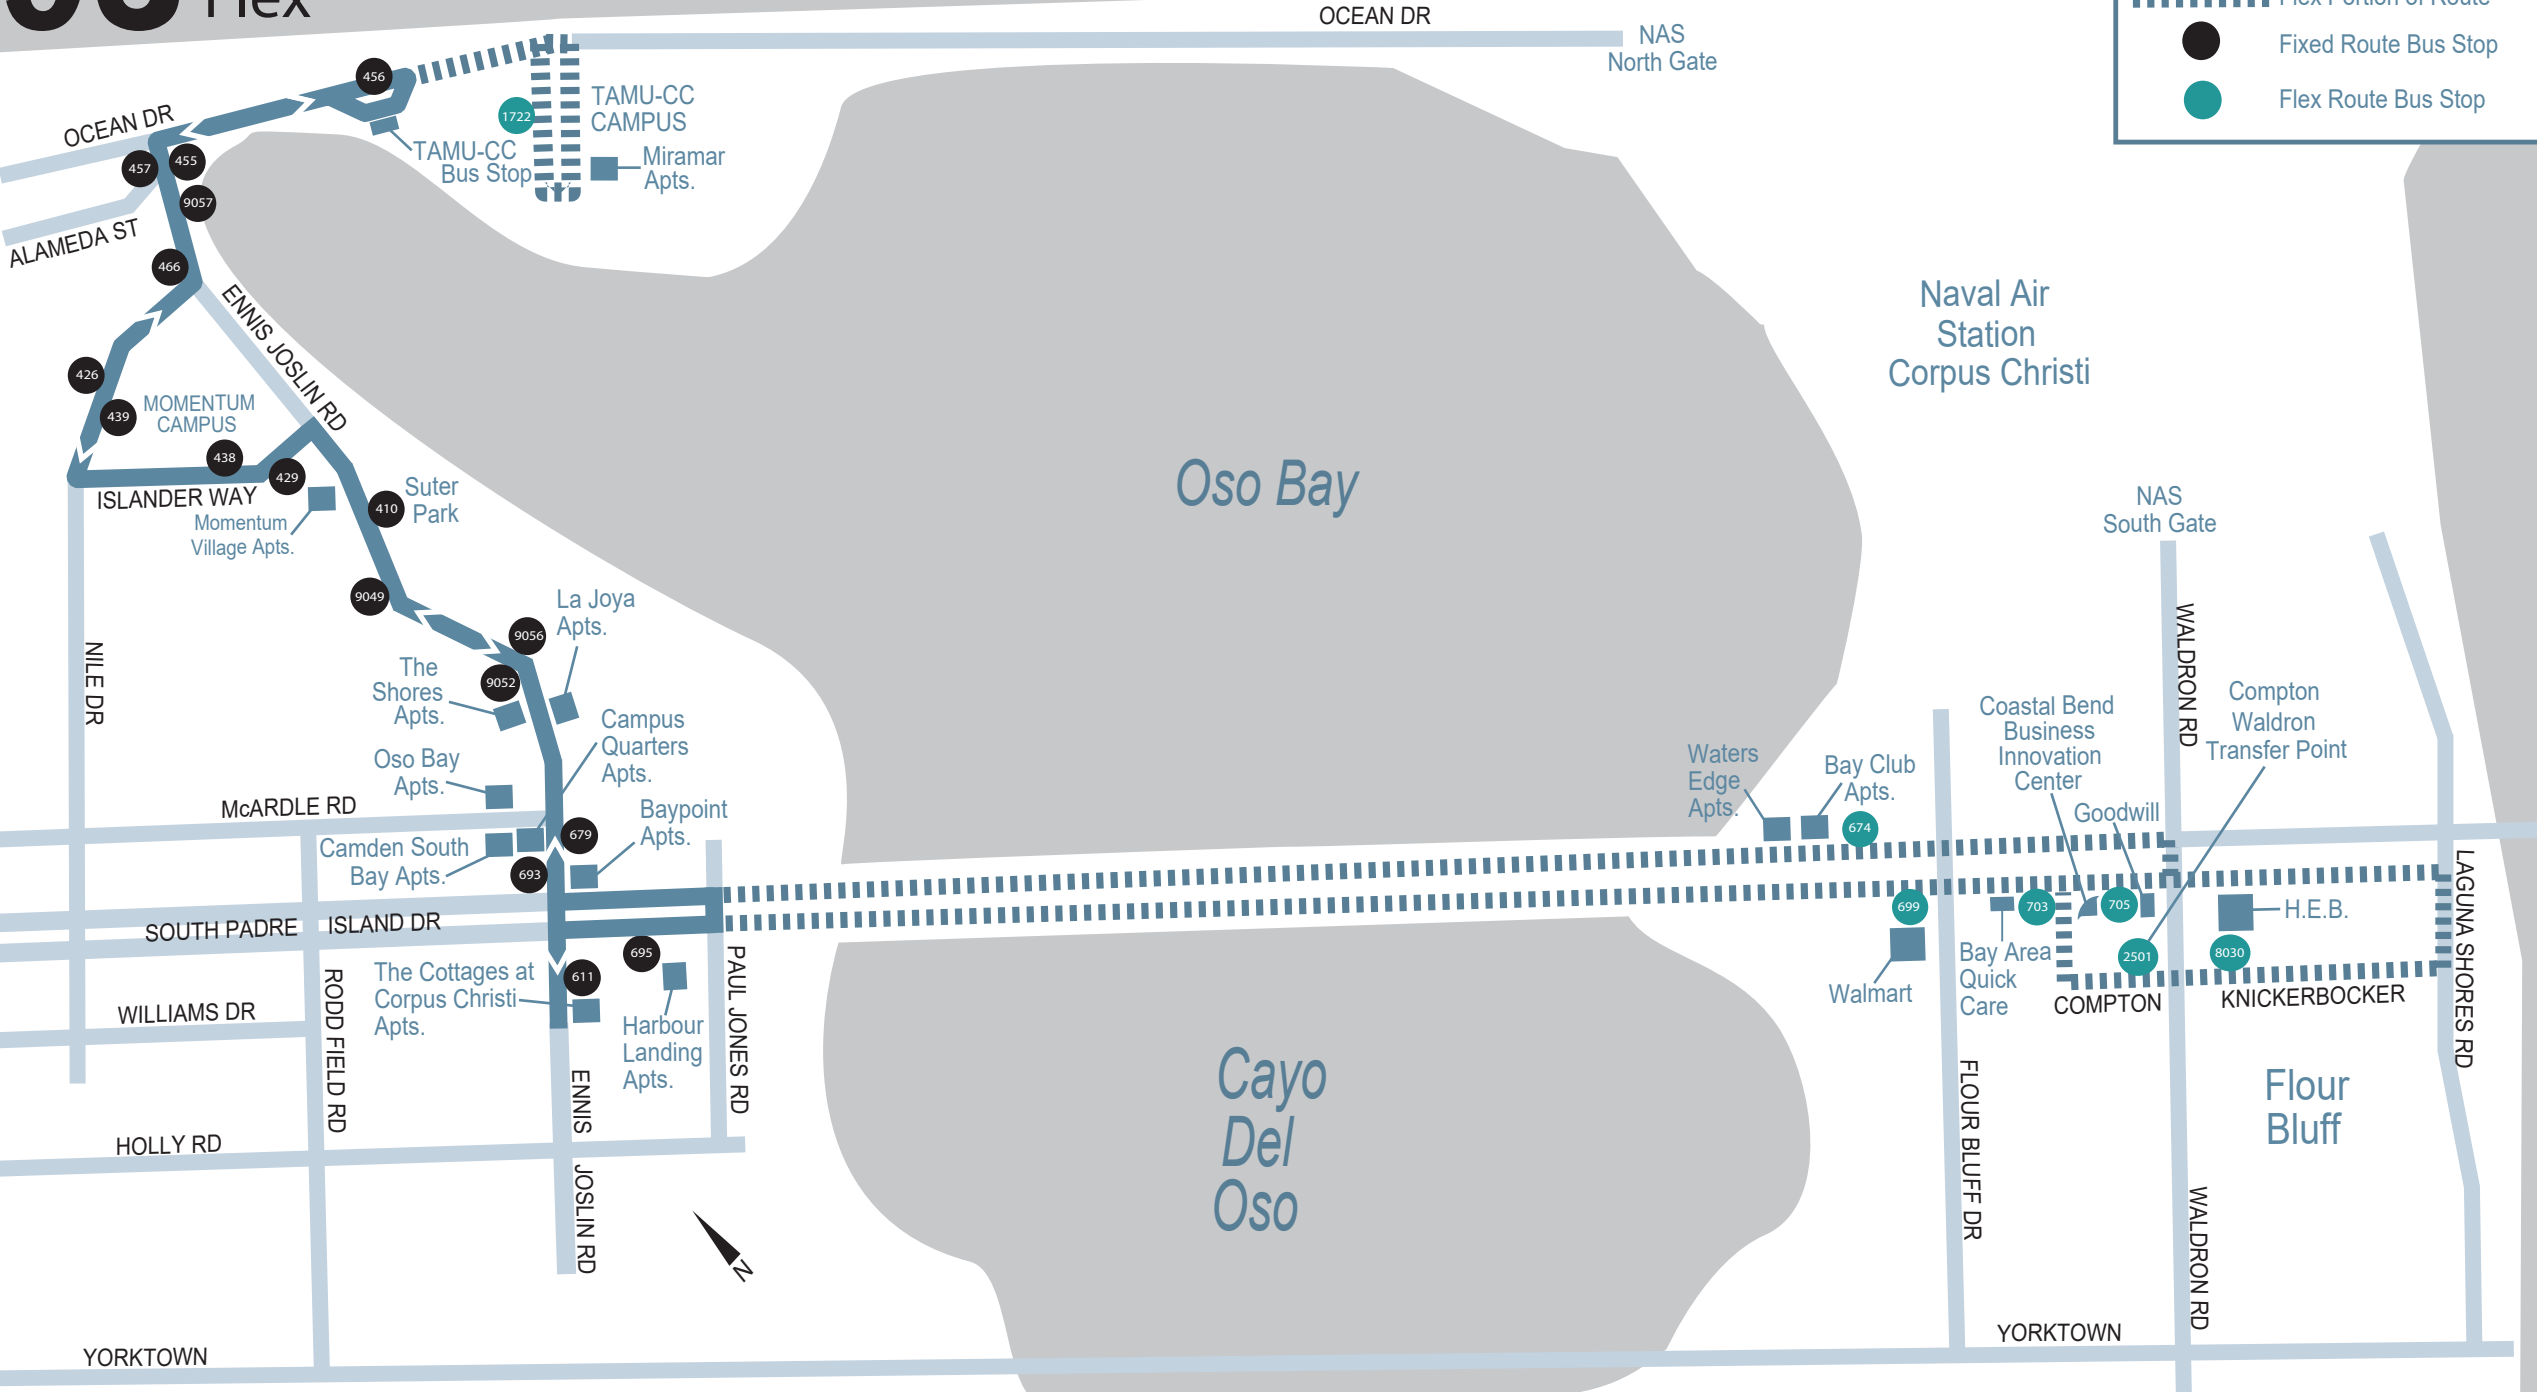 Flex
OCEAN DR
NAS
North Gate
Fixed Route Bus Stop
Flex Route Bus Stop
456
1722
TAMU-CC
CAMPUS
OCEAN DR
TAMU-CC
Bus Stop
Miramar
Apts.
457
455
9057
ALAMEDA ST
466
ENNIS JOSLIN RD
Naval Air
Station
Corpus Christi
426
439
MOMENTUM
CAMPUS
438
429
ISLANDER WAY
Momentum
Village Apts.
410
Suter
Park
Oso Bay
NAS
South Gate
9049
La Joya
Apts.
9056
9052
The
Shores
Apts.
NILE DR
WALDRON RD
Campus
Quarters
Apts.
Oso Bay
Apts.
Coastal Bend
Business
Innovation
Center
Compton
Waldron
Transfer Point
Waters
Edge
Apts.
Bay Club
Apts.
Goodwill
McARDLE RD
Baypoint
Apts.
679
674
Camden South
Bay Apts.
693
SOUTH PADRE
ISLAND DR
699
703
705
H.E.B.
LAGUNA SHORES RD
695
611
The Cottages at
Corpus Christi
Apts.
PAUL JONES RD
Bay Area
Quick
Care
2501
8030
Walmart
COMPTON
KNICKERBOCKER
WILLIAMS DR
RODD FIELD RD
Harbour
Landing
Apts.
Cayo
Del
Oso
FLOUR BLUFF DR
Flour
Bluff
HOLLY RD
ENNIS
JOSLIN RD
WALDRON RD
N
YORKTOWN
YORKTOWN